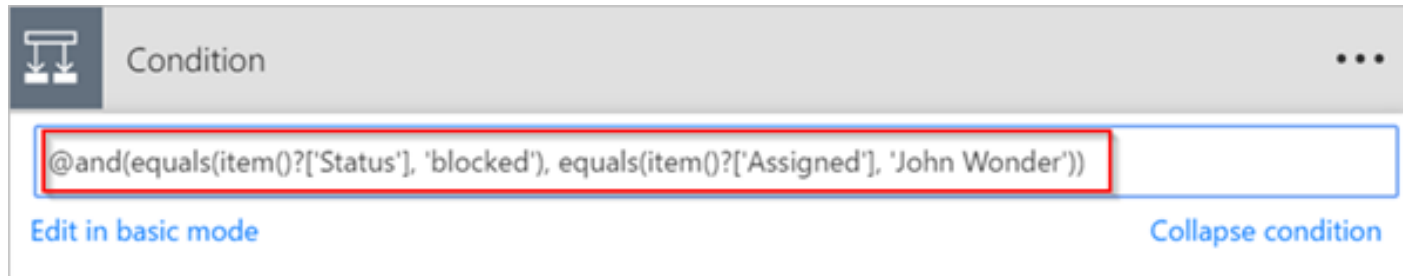 Condition
@and(equals(item()?['Status'], 'blocked'), equals(item()?['Assigned'], 'John Wonder'))
Edit in basic mode
Collapse condition